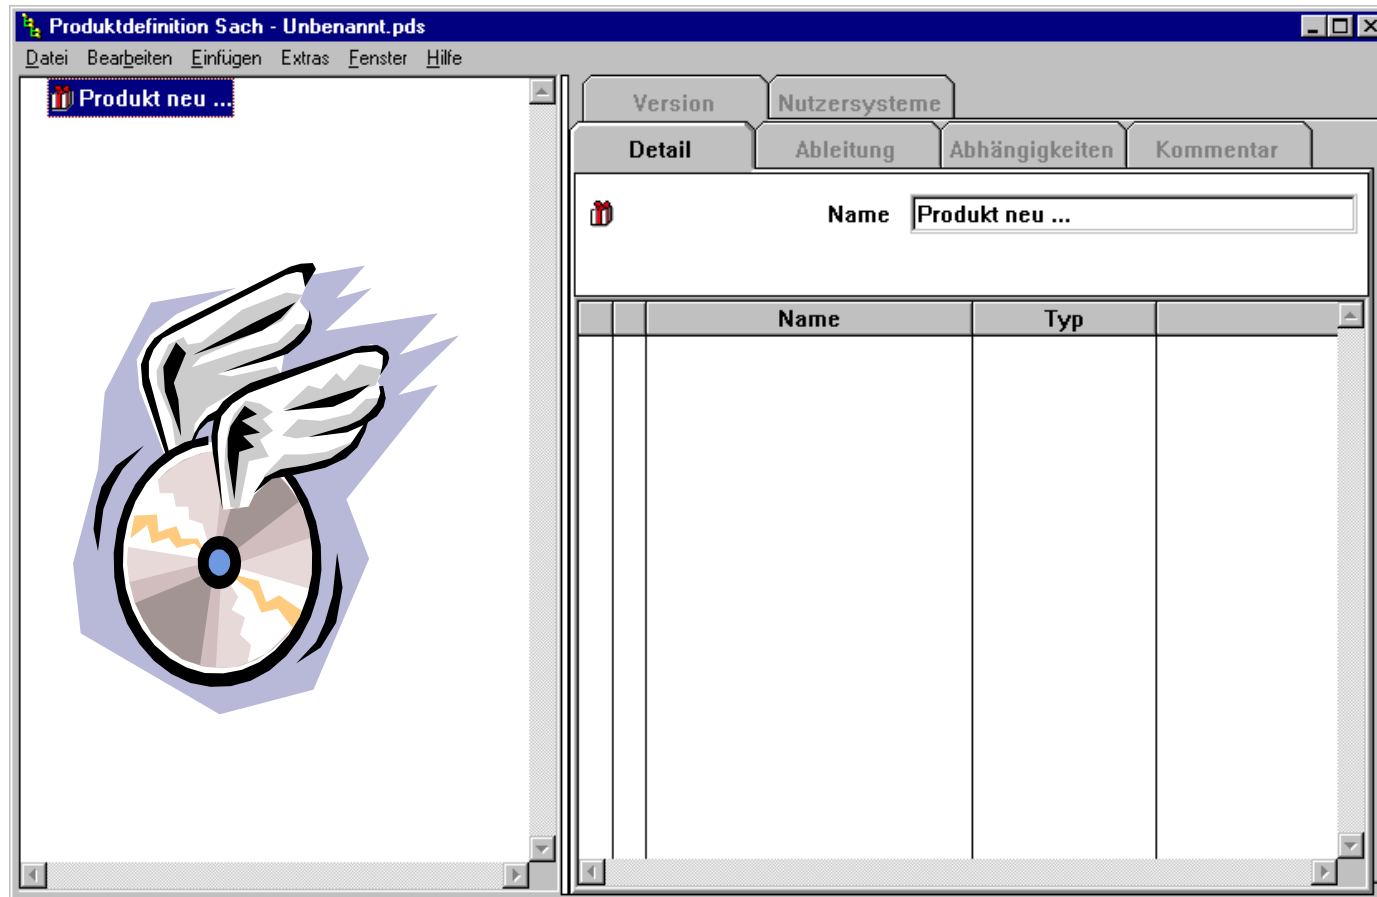 Produktdefinition Sach - Unbenannt.pds
Datei Bearbeiten Einfügen Extras Fenster Hilfe
Produkt neu ...
Version Nutzersysteme
Detail Ableitung Abhängigkeiten Kommentar
Name Produkt neu ...
Name Typ